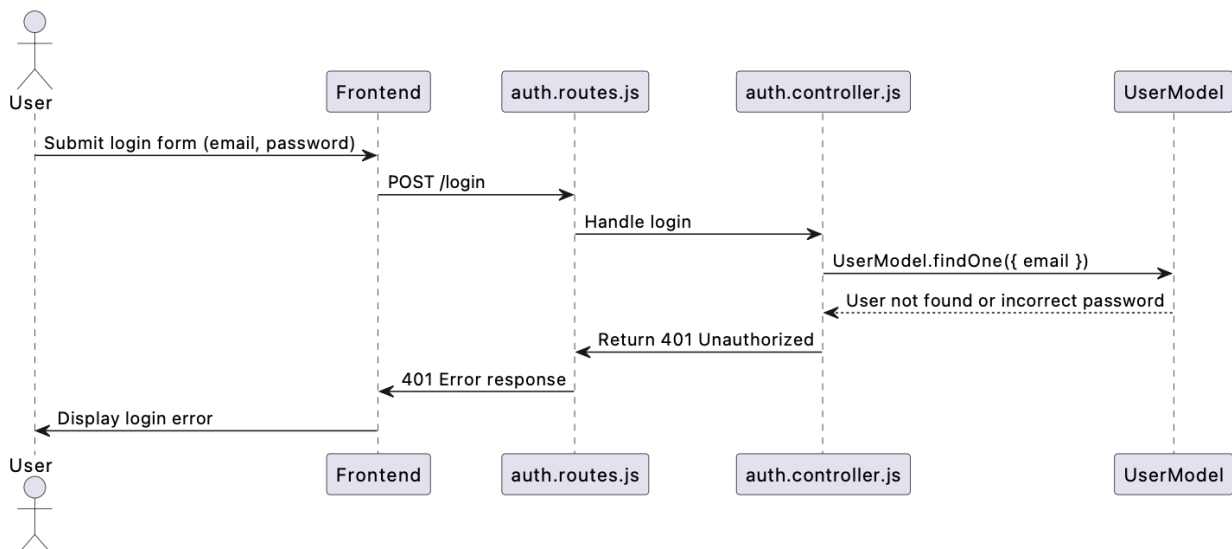 User
Frontend
auth.routes.js
auth.controller.js
UserModel
Submit login form (email, password)
POST /login
Handle login
UserModel.findOne({ email })
User not found or incorrect password
Return 401 Unauthorized
401 Error response
Display login error
User
Frontend
auth.routes.js
auth.controller.js
UserModel